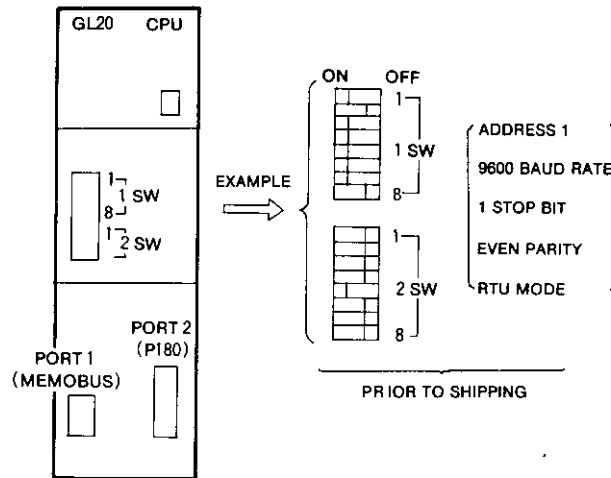 GL20 CPU
1
1 SW
8
1
2 SW
PORT 2
(P180)
PORT 1
(MEMOBUS)
EXAMPLE
ON OFF
1
1 SW
8
1
2 SW
8
ADDRESS 1
9600 BAUD RATE
1 STOP BIT
EVEN PARITY
RTU MODE
PRIOR TO SHIPPING